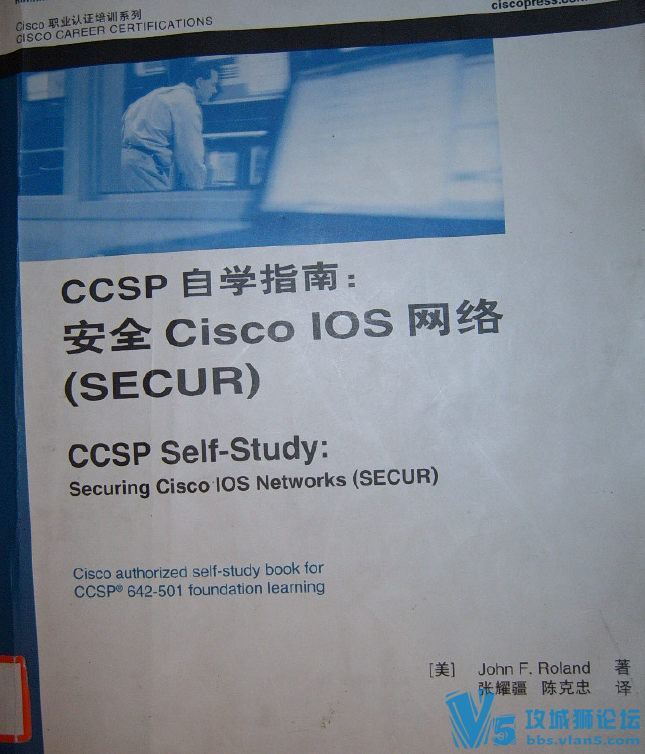 ciscopress.com
Cisco 职业认证培训系列
CISCO CAREER CERTIFICATIONS
CCSP 自学指南:
安全 Cisco IOS 网络
(SECUR)
CCSP Self-Study:
Securing Cisco IOS Networks (SECUR)
Cisco authorized self-study book for
CCSP® 642-501 foundation learning
[美] John F. Roland 著
张耀疆 陈克忠 译
V5 攻城狮论坛
bbs.vlan5.com